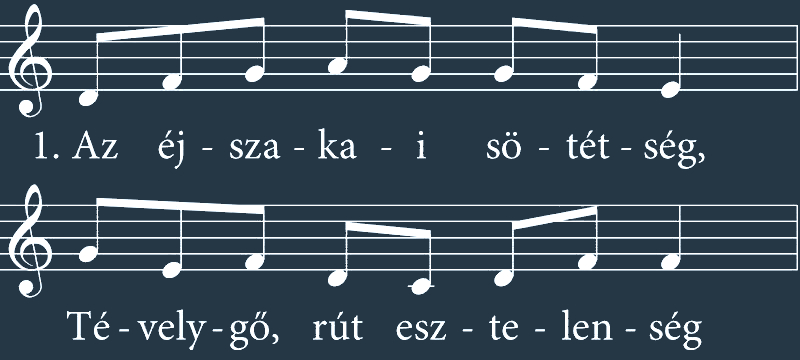 1. Az éj - sza - ka - i sö - tét - ség,
Té - vely - gő, rút esz - te - len - ség